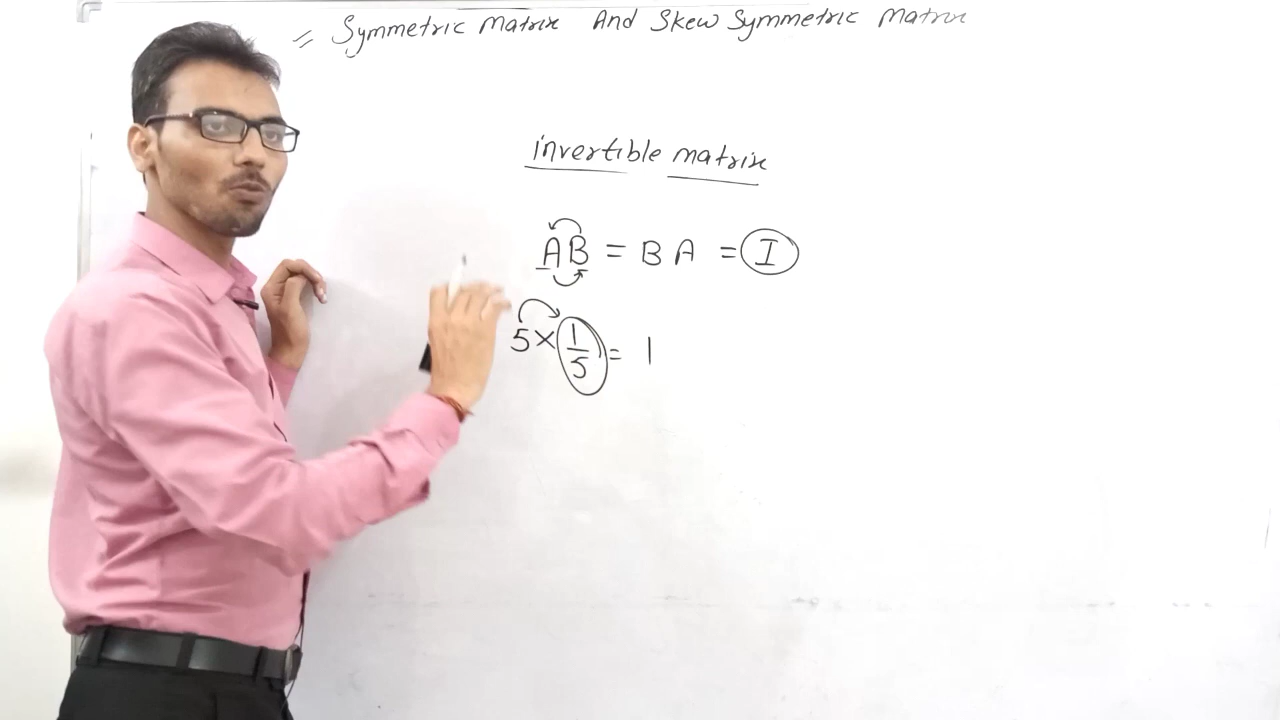 = Symmetric Matrix And Skew Symmetric Matrix
invertible matrix
AB = BA = I
5 × 1/5 = 1